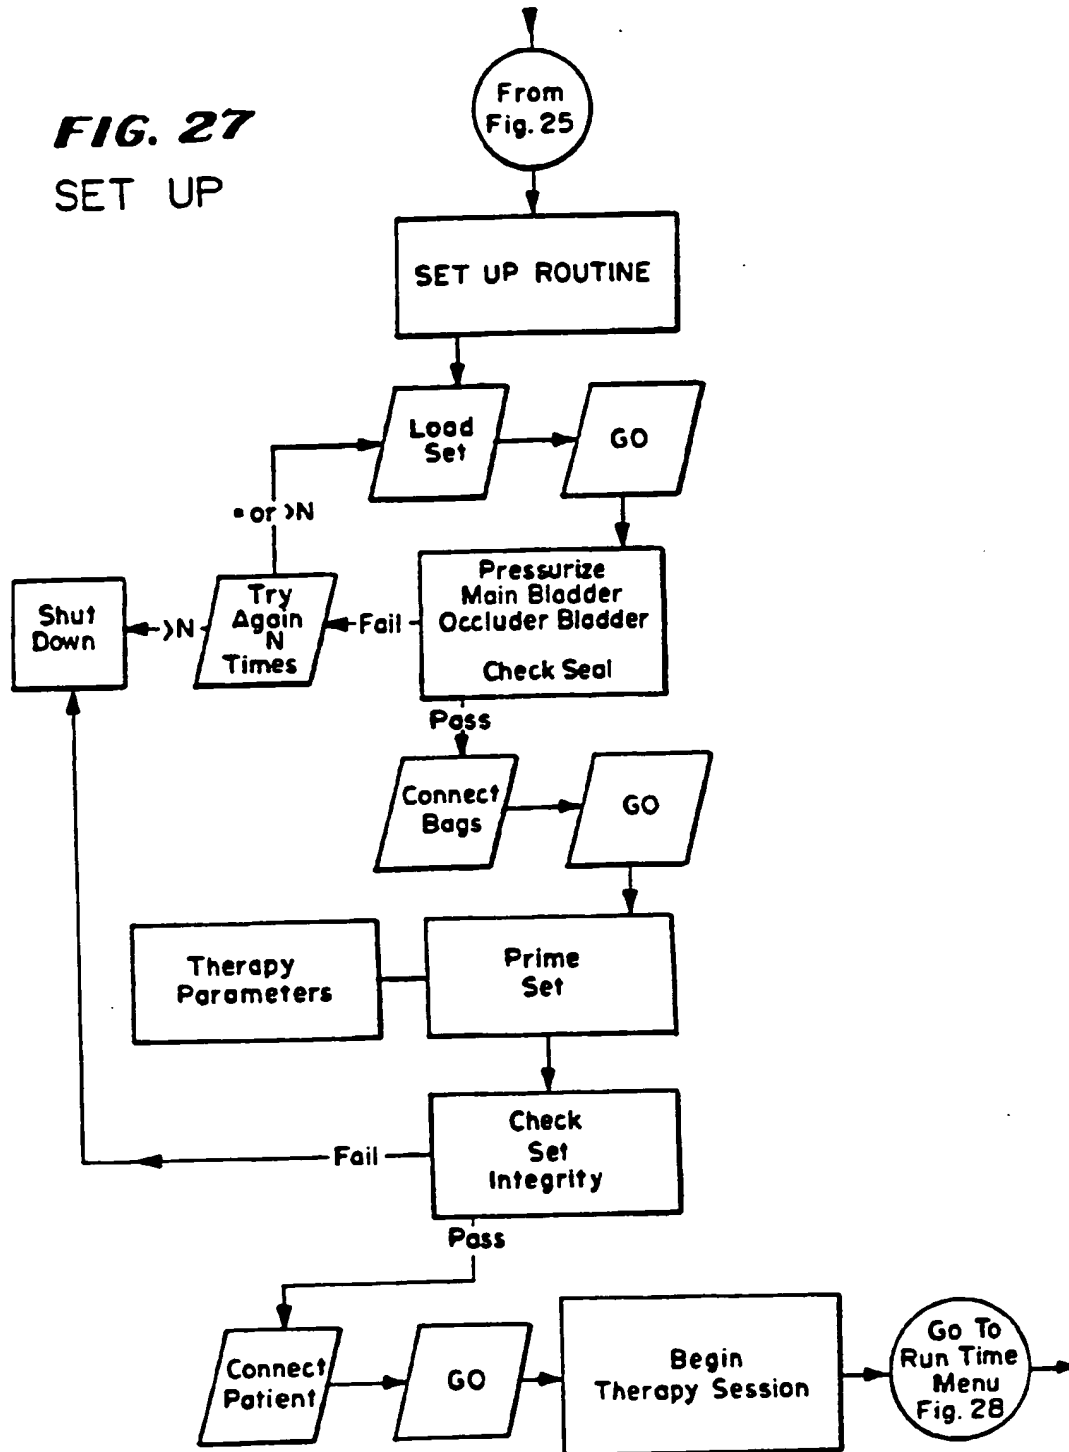 From
Fig. 25
FIG. 27
SET UP
SET UP ROUTINE
Load
Set
GO
= or >N
Pressurize
Main Bladder
Occluder Bladder
Check Seal
Fail
Try
Again
N
Times
>N
Shut
Down
Pass
Connect
Bags
GO
Therapy
Parameters
Prime
Set
Check
Set
Integrity
Fail
Pass
Connect
Patient
GO
Begin
Therapy Session
Go To
Run Time
Menu
Fig. 28